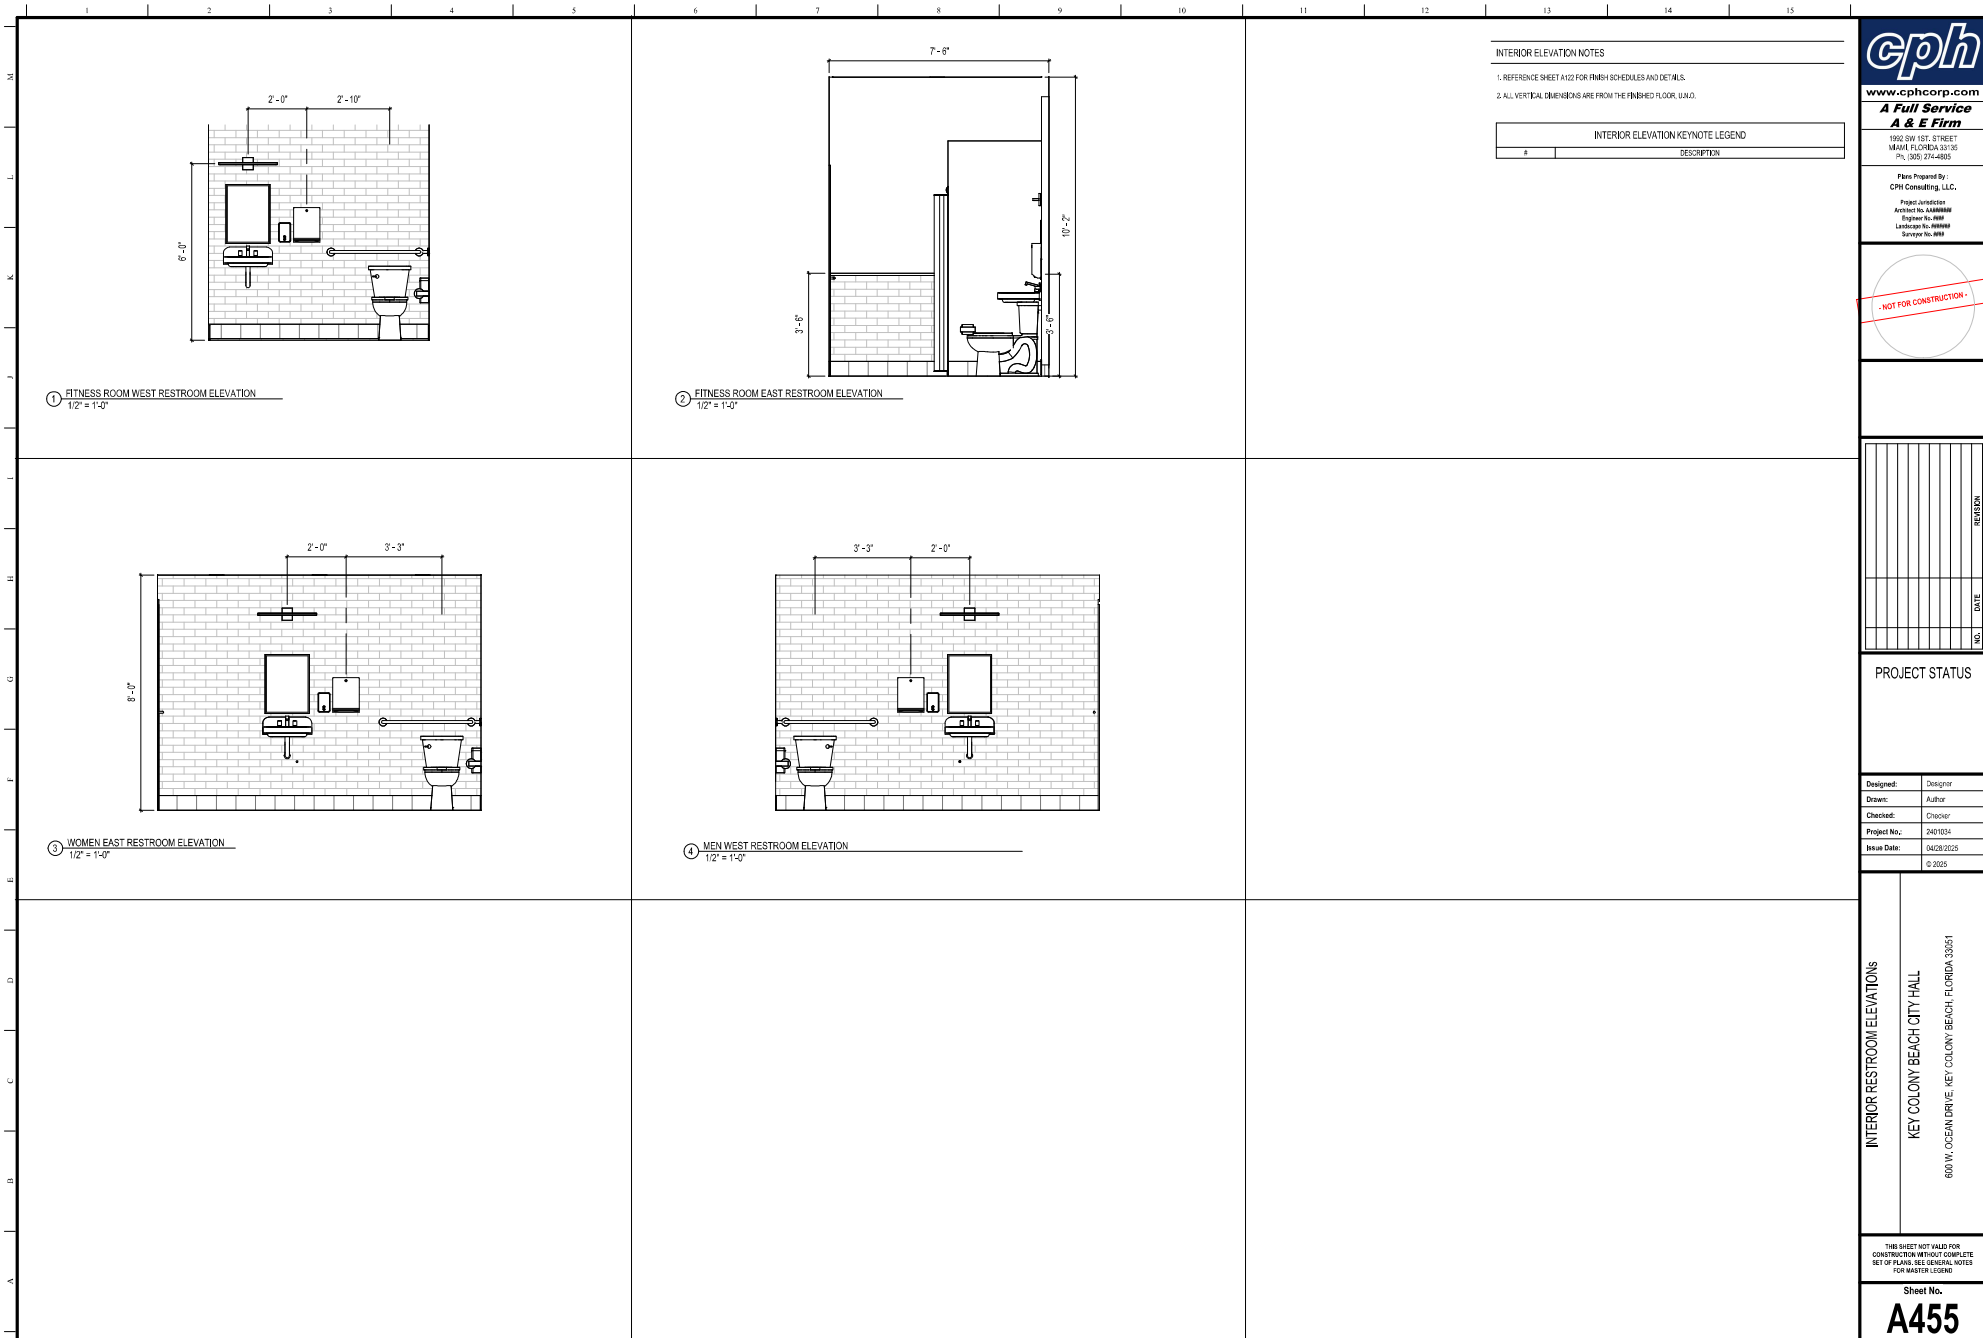 1 2 3 4 5 6 7 8 9 10 11 12 13 14 15
M
L
K
J
I
H
G
F
E
D
C
B
A
2' - 0" 2' - 10"
6' - 0"
1 FITNESS ROOM WEST RESTROOM ELEVATION
1/2" = 1'-0"
7' - 6"
10' - 2"
3' - 6"
3' - 6"
2 FITNESS ROOM EAST RESTROOM ELEVATION
1/2" = 1'-0"
INTERIOR ELEVATION NOTES
1. REFERENCE SHEET A122 FOR FINISH SCHEDULES AND DETAILS.
2. ALL VERTICAL DIMENSIONS ARE FROM THE FINISHED FLOOR, U.N.O.
INTERIOR ELEVATION KEYNOTE LEGEND
# DESCRIPTION
2' - 0" 3' - 3"
8' - 0"
3 WOMEN EAST RESTROOM ELEVATION
1/2" = 1'-0"
3' - 3" 2' - 0"
4 MEN WEST RESTROOM ELEVATION
1/2" = 1'-0"
cph
www.cphcorp.com
A Full Service
A & E Firm
1992 SW 1ST. STREET
MIAMI, FLORIDA 33135
Ph. (305) 274-4805
Plans Prepared By :
CPH Consulting, LLC.
Project Jurisdiction
Architect No.
Engineer No. ####
Landscape No.
Surveyor No. ####
- NOT FOR CONSTRUCTION -
NO. DATE REVISION
PROJECT STATUS
Designed: Designer
Drawn: Author
Checked: Checker
Project No.: 2401034
Issue Date: 04/28/2025
© 2025
INTERIOR RESTROOM ELEVATIONs
KEY COLONY BEACH CITY HALL
600 W. OCEAN DRIVE, KEY COLONY BEACH, FLORIDA 33051
THIS SHEET NOT VALID FOR
CONSTRUCTION WITHOUT COMPLETE
SET OF PLANS. SEE GENERAL NOTES
FOR MASTER LEGEND
Sheet No.
A455